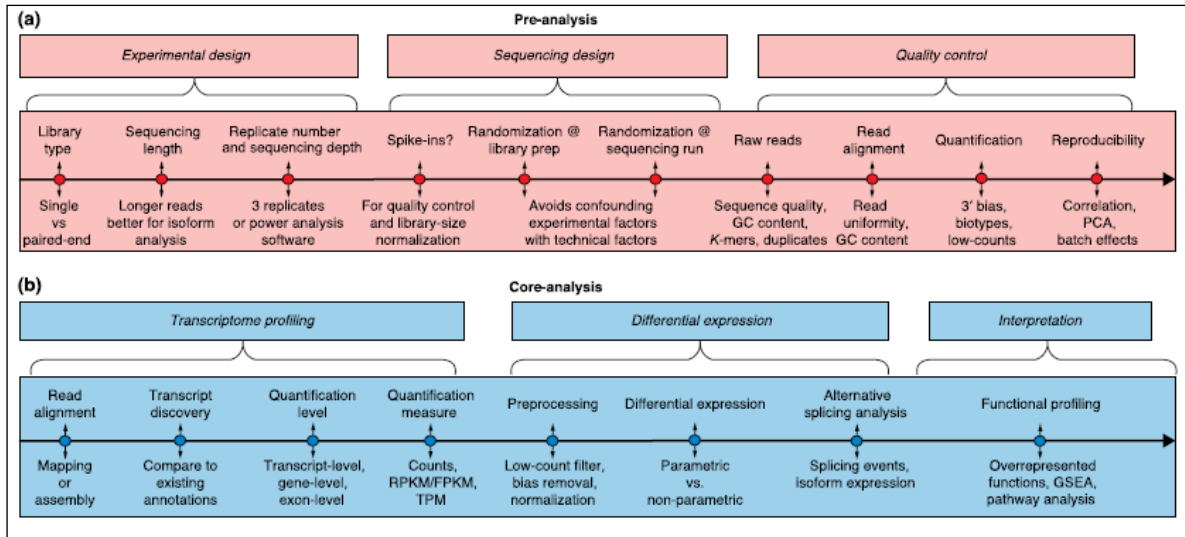 (a)
Pre-analysis
Experimental design
Sequencing design
Quality control
Library
type
Sequencing
length
Replicate number
and sequencing depth
Spike-ins?
Randomization @
library prep
Randomization @
sequencing run
Raw reads
Read
alignment
Quantification
Reproducibility
Single
vs
paired-end
Longer reads
better for isoform
analysis
3 replicates
or power analysis
software
For quality control
and library-size
normalization
Avoids confounding
experimental factors
with technical factors
Sequence quality,
GC content,
K-mers, duplicates
Read
uniformity,
GC content
3′ bias,
biotypes,
low-counts
Correlation,
PCA,
batch effects
(b)
Core-analysis
Transcriptome profiling
Differential expression
Interpretation
Read
alignment
Transcript
discovery
Quantification
level
Quantification
measure
Preprocessing
Differential expression
Alternative
splicing analysis
Functional profiling
Mapping
or
assembly
Compare to
existing
annotations
Transcript-level,
gene-level,
exon-level
Counts,
RPKM/FPKM,
TPM
Low-count filter,
bias removal,
normalization
Parametric
vs.
non-parametric
Splicing events,
isoform expression
Overrepresented
functions, GSEA,
pathway analysis